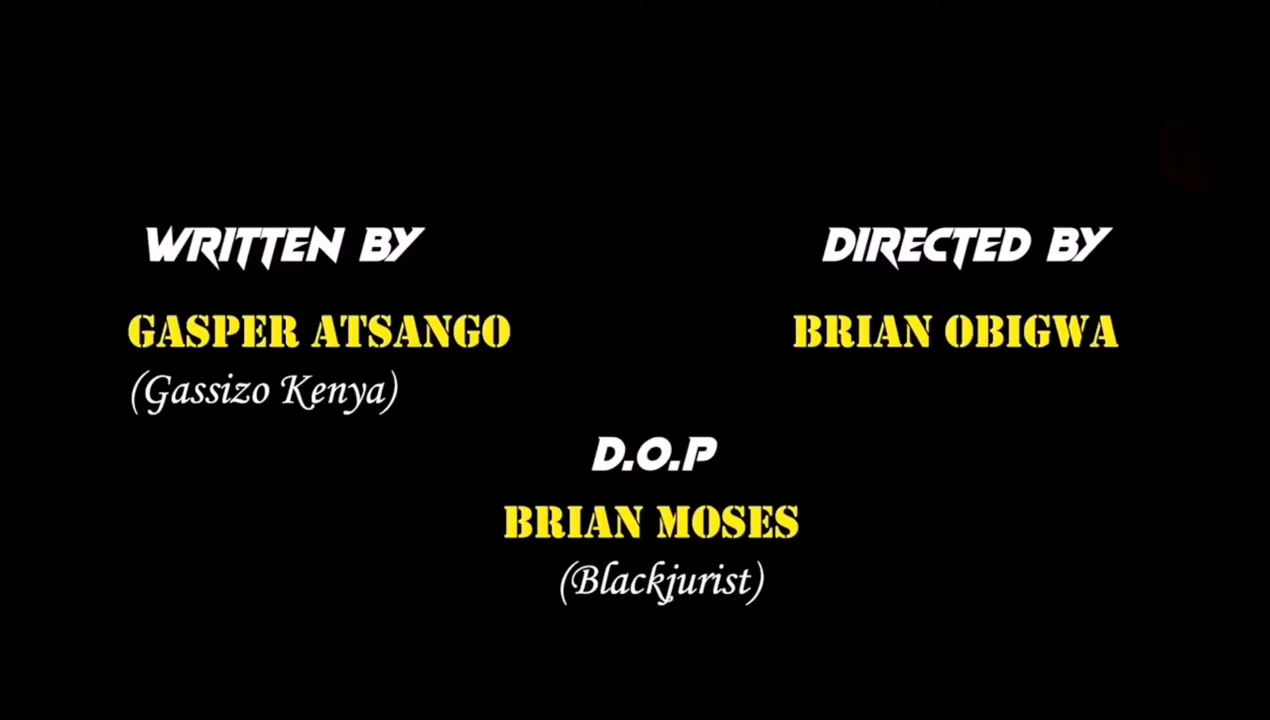 WRITTEN BY
GASPER ATSANGO
(Gassizo Kenya)
DIRECTED BY
BRIAN OBIGWA
D.O.P
BRIAN MOSES
(Blackjurist)